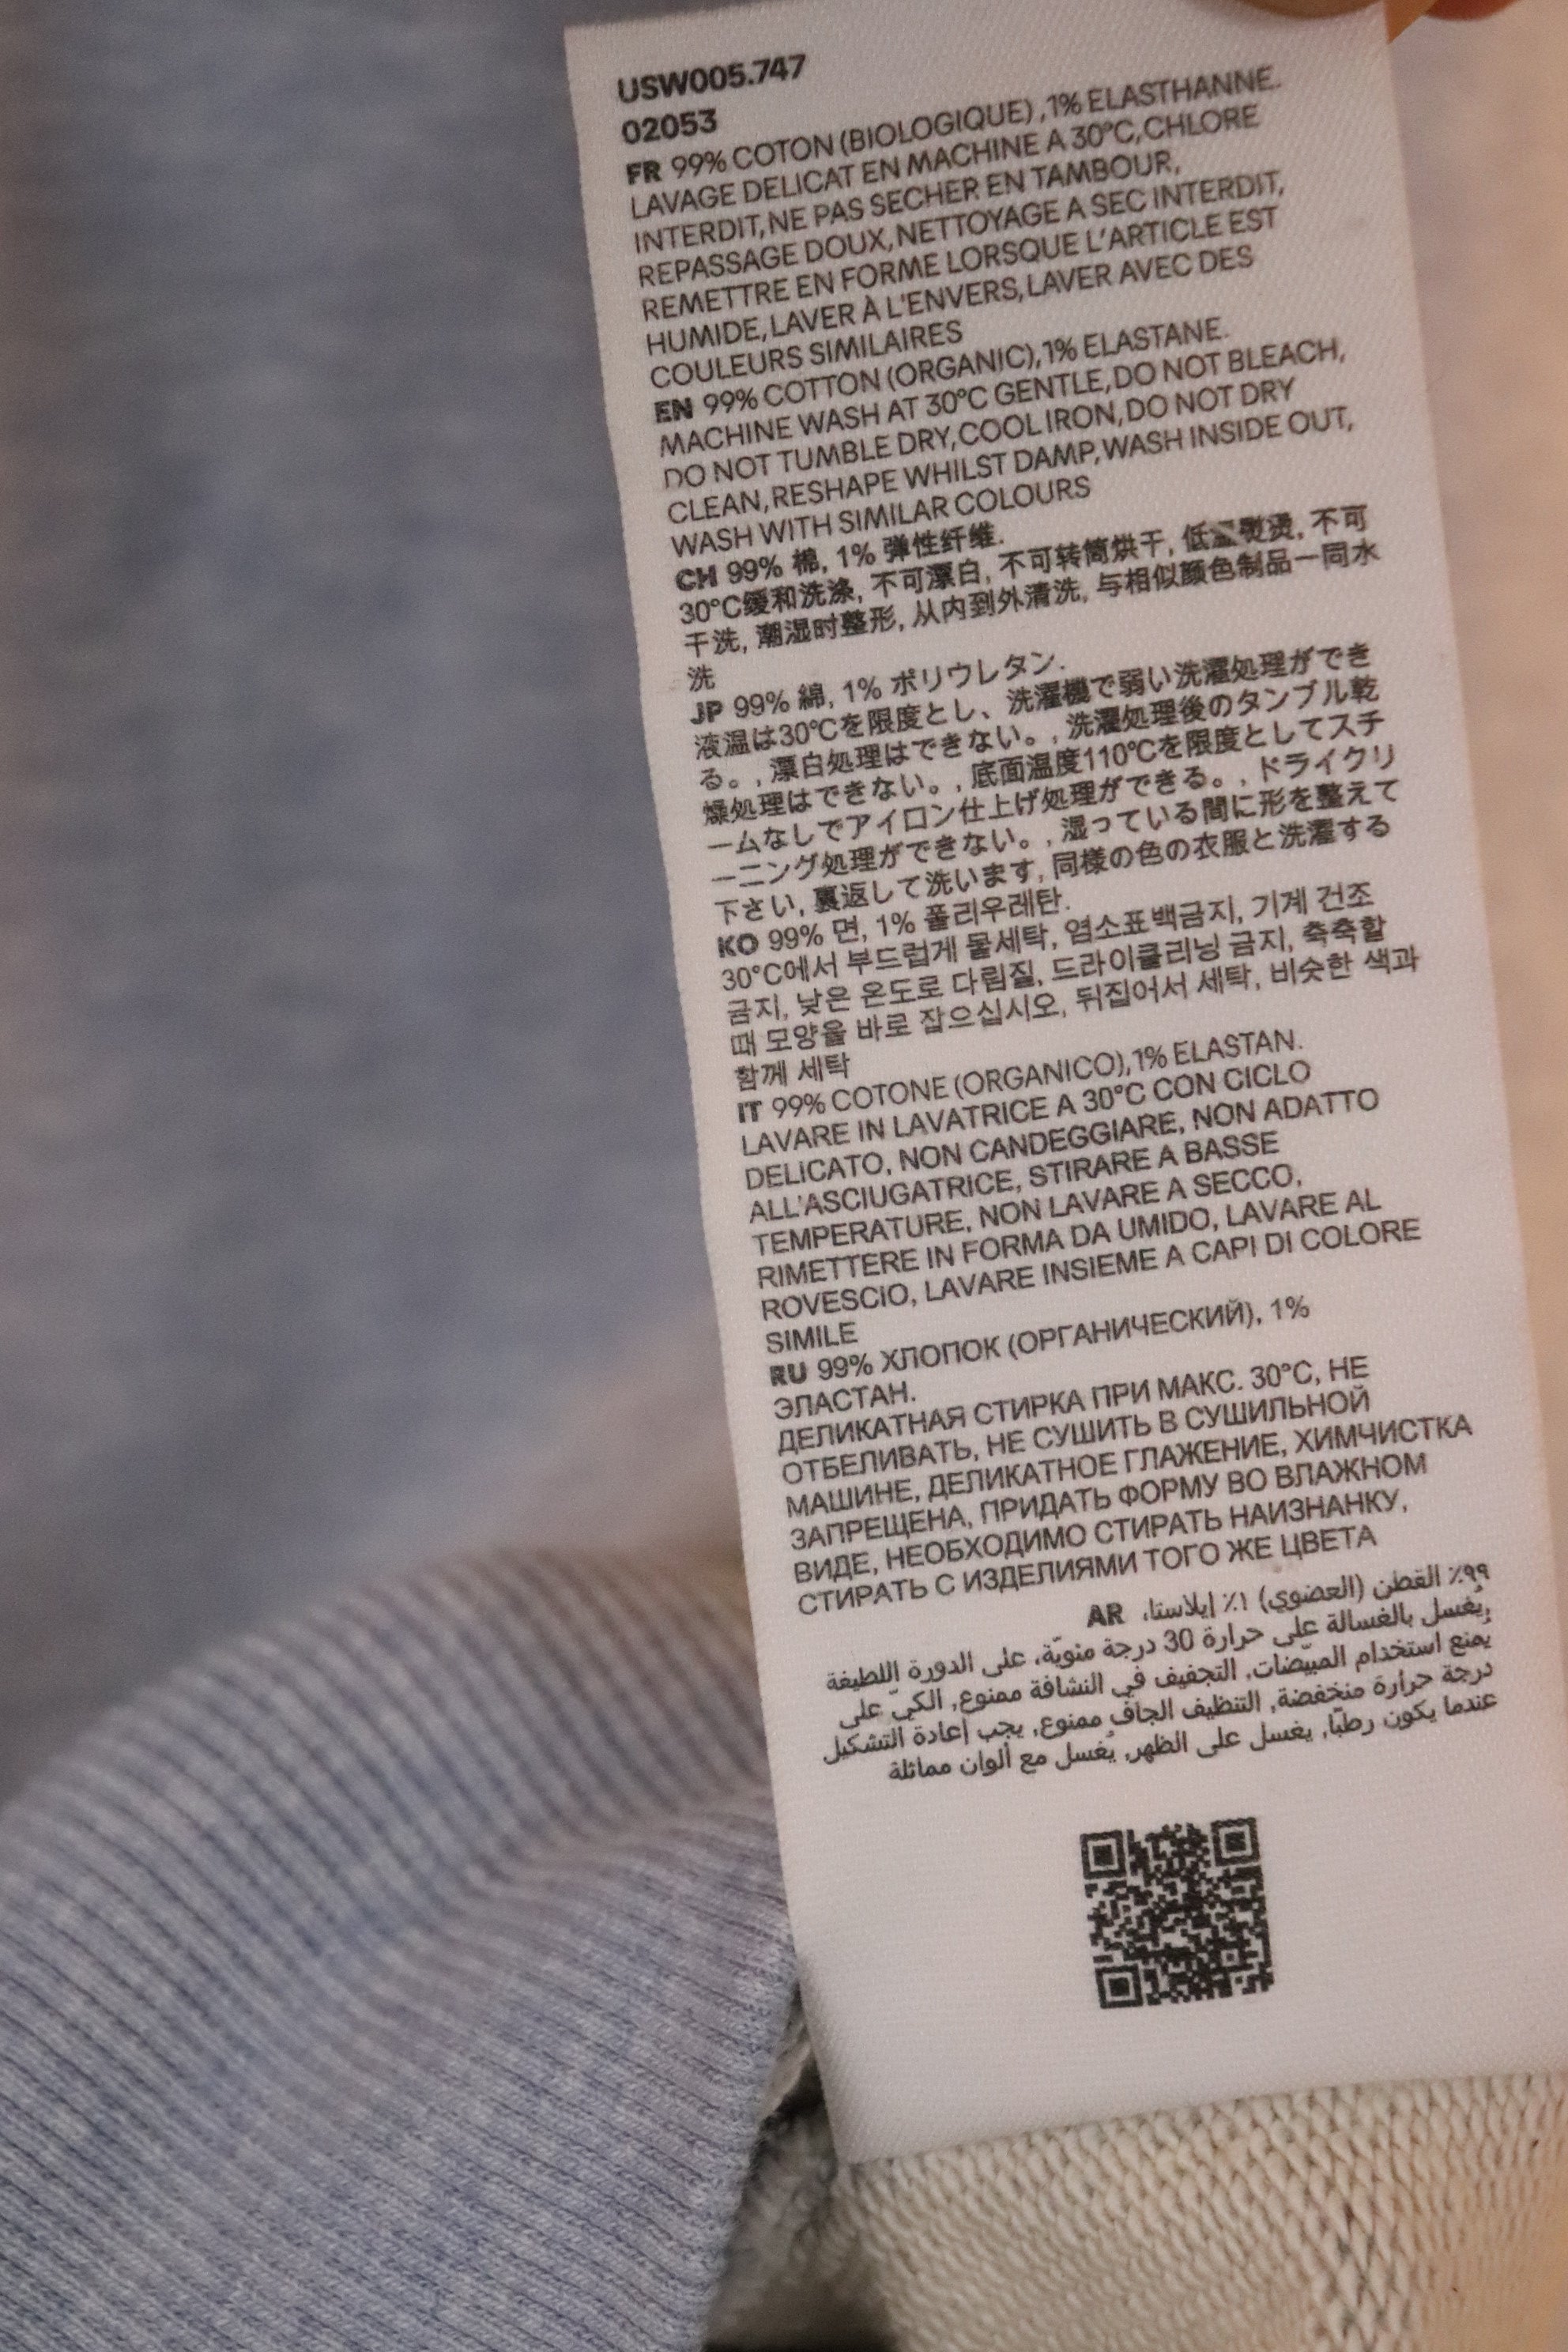 USW005.747
02053
FR 99% COTON (BIOLOGIQUE) ,1% ELASTHANNE.
LAVAGE DELICAT EN MACHINE A 30°C,CHLORE
INTERDIT,NE PAS SECHER EN TAMBOUR,
REPASSAGE DOUX,NETTOYAGE A SEC INTERDIT,
REMETTRE EN FORME LORSQUE L'ARTICLE EST
HUMIDE,LAVER À L'ENVERS,LAVER AVEC DES
COULEURS SIMILAIRES
EN 99% COTTON (ORGANIC),1% ELASTANE.
MACHINE WASH AT 30°C GENTLE,DO NOT BLEACH,
DO NOT TUMBLE DRY,COOL IRON,DO NOT DRY
CLEAN,RESHAPE WHILST DAMP,WASH INSIDE OUT,
WASH WITH SIMILAR COLOURS
CH 99% 棉, 1% 弹性纤维.
30°C缓和洗涤, 不可漂白, 不可转筒烘干, 低温熨烫, 不可
干洗, 潮湿时整形, 从内到外清洗, 与相似颜色制品一同水
洗
JP 99% 綿, 1% ポリウレタン.
液温は30℃を限度とし、洗濯機で弱い洗濯処理ができ
る。, 漂白処理はできない。, 洗濯処理後のタンブル乾
燥処理はできない。, 底面温度110℃を限度としてスチ
ームなしでアイロン仕上げ処理ができる。, ドライクリ
ーニング処理ができない。, 湿っている間に形を整えて
下さい, 裏返して洗います, 同様の色の衣服と洗濯する
KO 99% 면, 1% 폴리우레탄.
30°C에서 부드럽게 물세탁, 염소표백금지, 기계 건조
금지, 낮은 온도로 다림질, 드라이클리닝 금지, 축축할
때 모양을 바로 잡으십시오, 뒤집어서 세탁, 비슷한 색과
함께 세탁
IT 99% COTONE (ORGANICO),1% ELASTAN.
LAVARE IN LAVATRICE A 30°C CON CICLO
DELICATO, NON CANDEGGIARE, NON ADATTO
ALL'ASCIUGATRICE, STIRARE A BASSE
TEMPERATURE, NON LAVARE A SECCO,
RIMETTERE IN FORMA DA UMIDO, LAVARE AL
ROVESCIO, LAVARE INSIEME A CAPI DI COLORE
SIMILE
RU 99% ХЛОПОК (ОРГАНИЧЕСКИЙ), 1%
ЭЛАСТАН.
ДЕЛИКАТНАЯ СТИРКА ПРИ МАКС. 30°C, НЕ
ОТБЕЛИВАТЬ, НЕ СУШИТЬ В СУШИЛЬНОЙ
МАШИНЕ, ДЕЛИКАТНОЕ ГЛАЖЕНИЕ, ХИМЧИСТКА
ЗАПРЕЩЕНА, ПРИДАТЬ ФОРМУ ВО ВЛАЖНОМ
ВИДЕ, НЕОБХОДИМО СТИРАТЬ НАИЗНАНКУ,
СТИРАТЬ С ИЗДЕЛИЯМИ ТОГО ЖЕ ЦВЕТА
٩٩٪ القطن (العضوي) ١٪ إيلاستا، AR
يُغسل بالغسالة على حرارة 30 درجة مئويّة، على الدورة اللطيفة,
يُمنع استخدام المبيّضات, التجفيف في النشافة ممنوع, الكيّ على
درجة حرارة منخفضة, التنظيف الجاف ممنوع, يجب إعادة التشكيل
عندما يكون رطبًا, يغسل على الظهر, يُغسل مع ألوان مماثلة